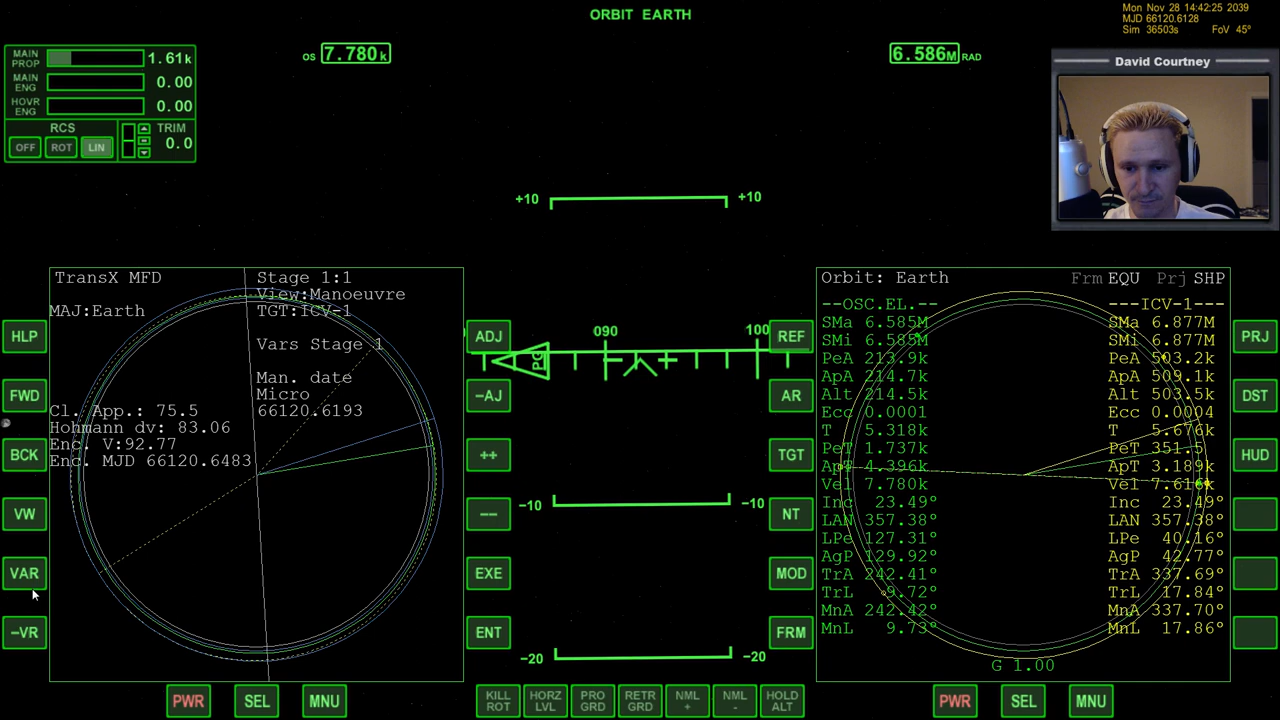 ORBIT EARTH
Mon Nov 28 14:42:25 2039
MJD 66120.6128
Sim 36503s FoV 45°
MAIN PROP 1.61k
MAIN ENG 0.00
HOVR ENG 0.00
RCS TRIM
OFF ROT LIN 0.0
OS 7.780k
6.586M RAD
David Courtney
+10 +10
090 100
-10 -10
-20 -20
TransX MFD
MAJ:Earth
Stage 1:1
View:Manoeuvre
TGT:ICV-1
Vars Stage 1
Man. date
Micro
66120.6193
Cl. App.: 75.5
Hohmann dv: 83.06
Enc. V:92.77
Enc. MJD 66120.6483
HLP
FWD
BCK
VW
VAR
-VR
ADJ
-AJ
++
--
EXE
ENT
PWR SEL MNU
KILL ROT
HORZ LVL
PRO GRD
RETR GRD
NML +
NML -
HOLD ALT
REF
AR
TGT
NT
MOD
FRM
Orbit: Earth Frm EQU Prj SHP
--OSC.EL.--
SMa 6.585M
SMi 6.585M
PeA 213.9k
ApA 214.7k
Alt 214.5k
Ecc 0.0001
T 5.318k
PeT 1.737k
ApT 4.396k
Vel 7.780k
Inc 23.49°
LAN 357.38°
LPe 127.31°
AgP 129.92°
TrA 242.41°
TrL 9.72°
MnA 242.42°
MnL 9.73°
---ICV-1---
SMa 6.877M
SMi 6.877M
PeA 503.2k
ApA 509.1k
Alt 503.5k
Ecc 0.0004
T 5.676k
PeT 351.5
ApT 3.189k
Vel 7.616k
Inc 23.49°
LAN 357.38°
LPe 40.16°
AgP 42.77°
TrA 337.69°
TrL 17.84°
MnA 337.70°
MnL 17.86°
G 1.00
PRJ
DST
HUD
PWR SEL MNU